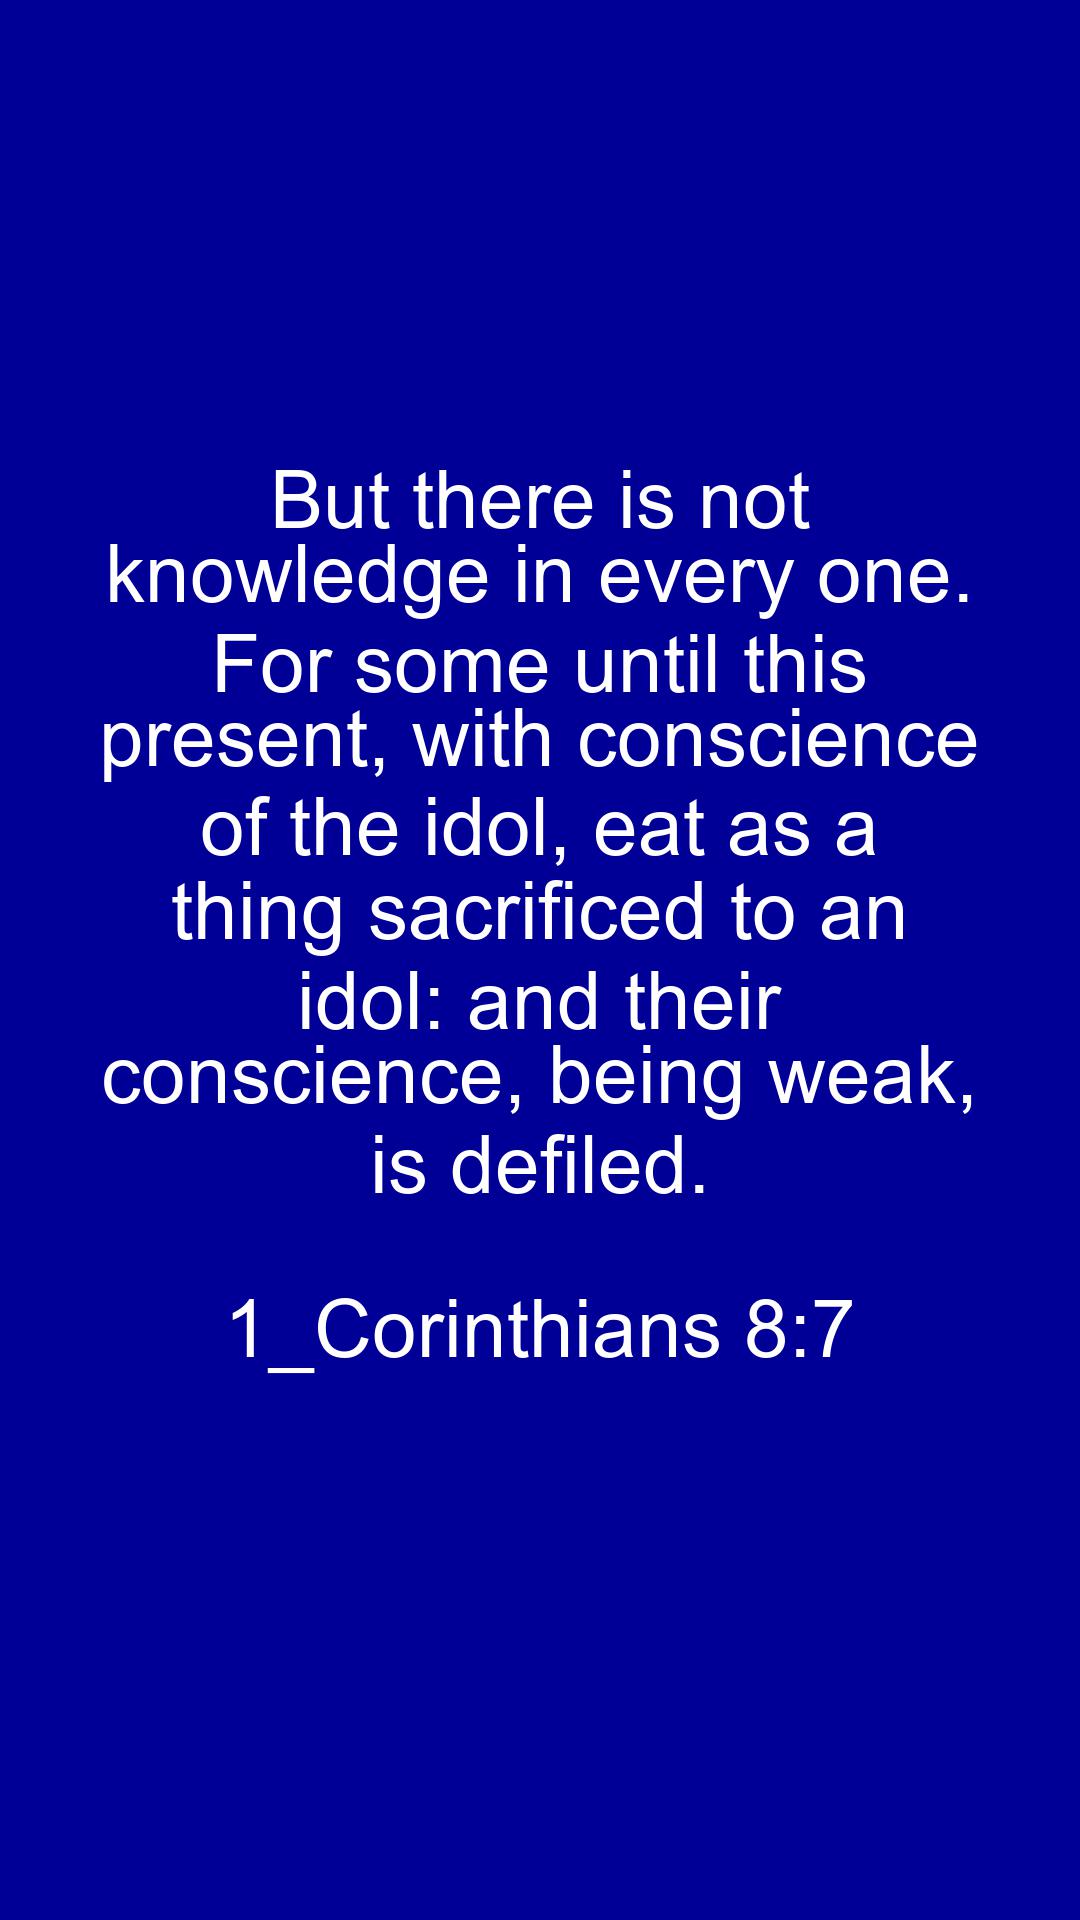 But there is not
knowledge in every one.
For some until this
present, with conscience
of the idol, eat as a
thing sacrificed to an
idol: and their
conscience, being weak,
is defiled.
1_Corinthians 8:7